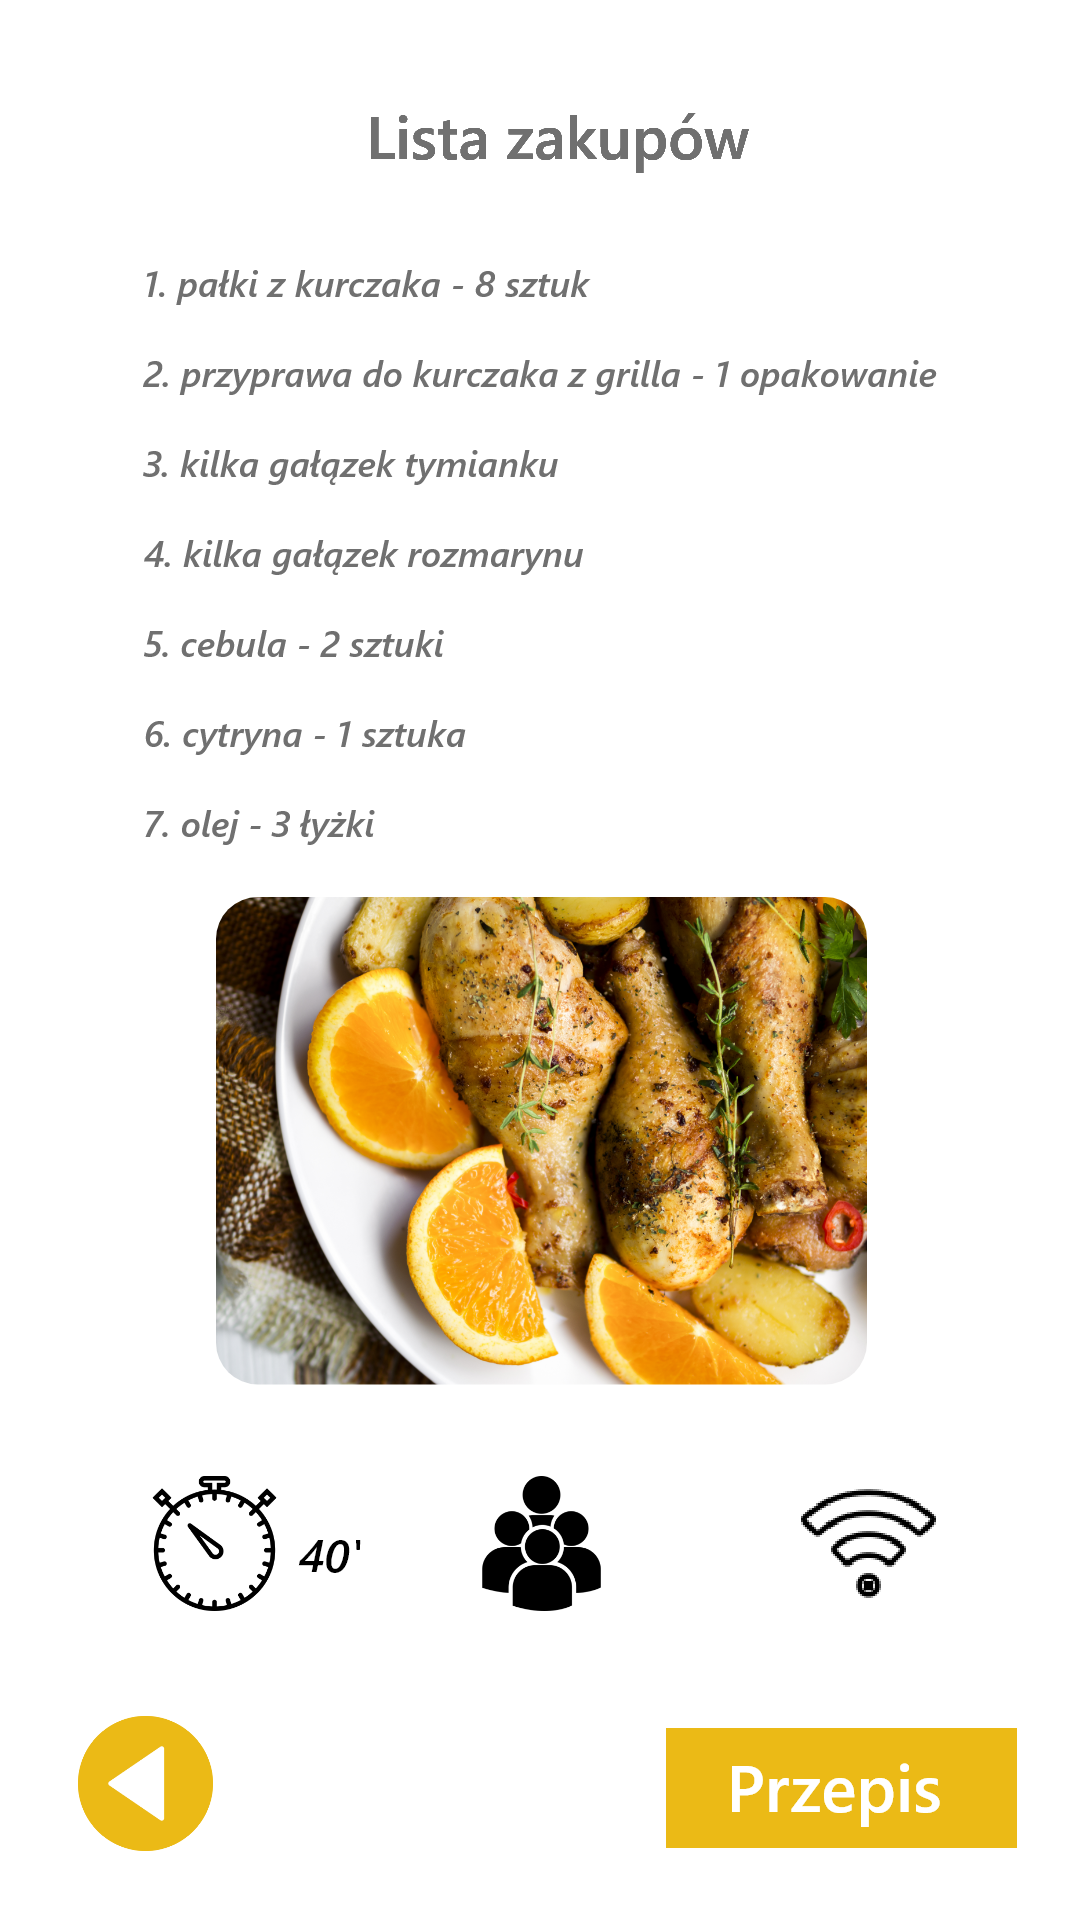 Lista zakupów
1. pałki z kurczaka - 8 sztuk
2. przyprawa do kurczaka z grilla - 1 opakowanie
3. kilka gałązek tymianku
4. kilka gałązek rozmarynu
5. cebula - 2 sztuki
6. cytryna - 1 sztuka
7. olej - 3 łyżki
40'
Przepis